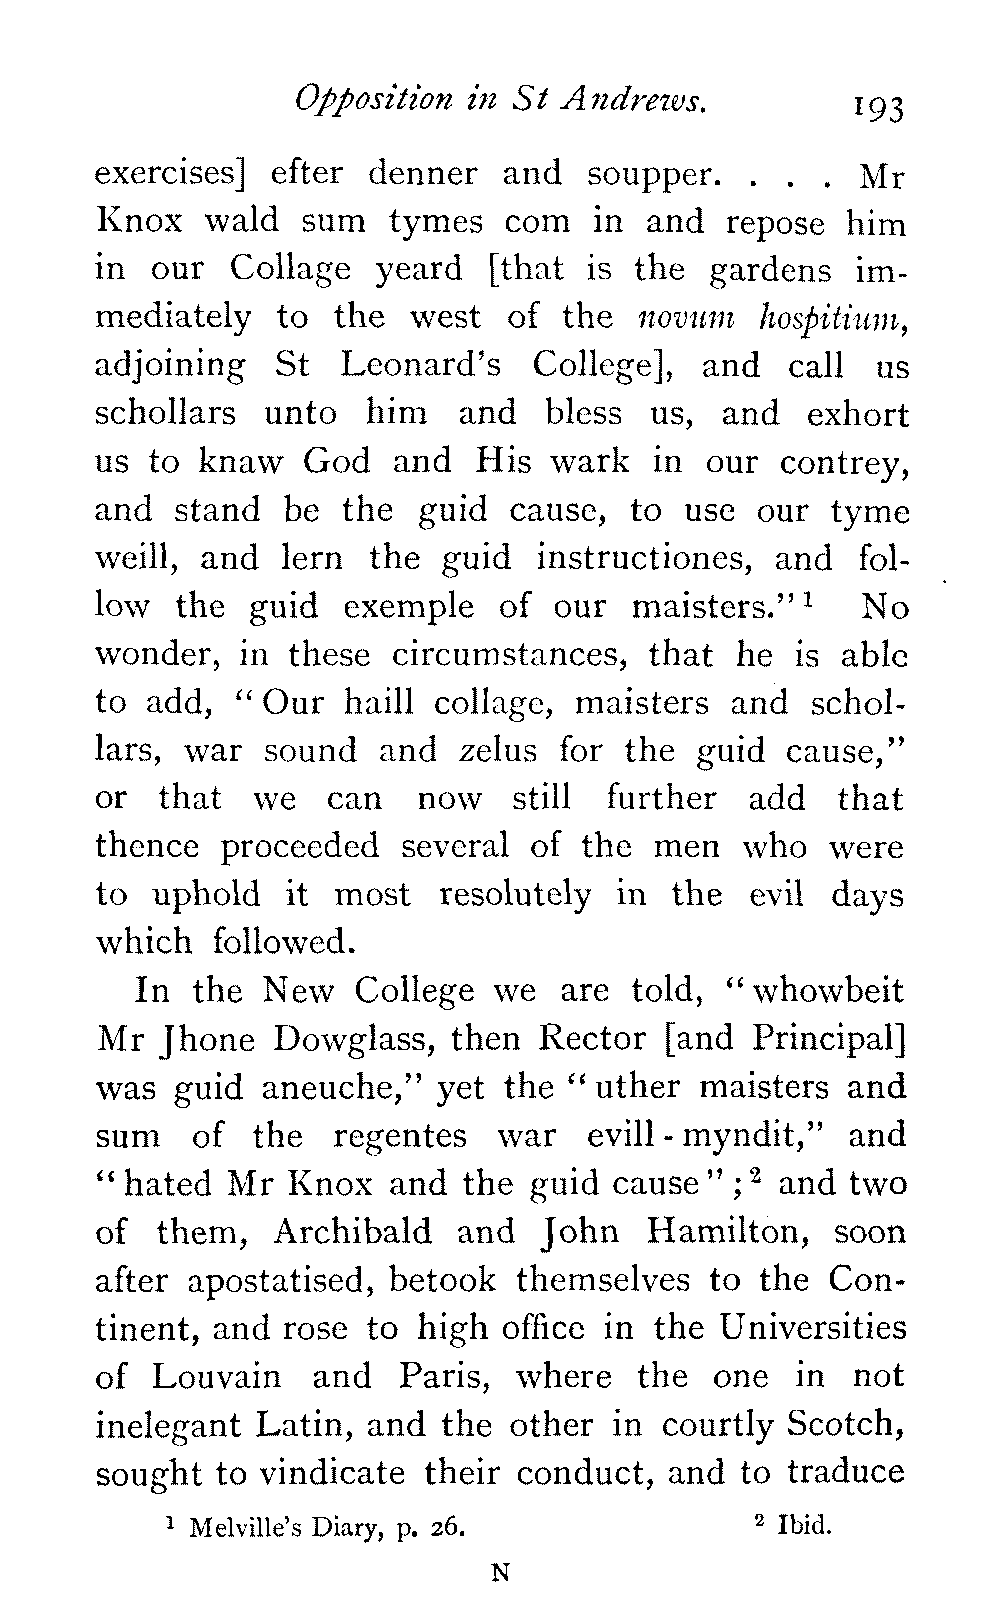 Opposition in St Andrews. 193
exercises] efter denner and soupper. . . . Mr
Knox wald sum tymes com in and repose him
in our Collage yeard [that is the gardens im-
mediately to the west of the novum hospitium,
adjoining St Leonard's College], and call us
schollars unto him and bless us, and exhort
us to knaw God and His wark in our contrey,
and stand be the guid cause, to use our tyme
weill, and lern the guid instructiones, and fol-
low the guid exemple of our maisters." ¹ No
wonder, in these circumstances, that he is able
to add, "Our haill collage, maisters and schol-
lars, war sound and zelus for the guid cause,"
or that we can now still further add that
thence proceeded several of the men who were
to uphold it most resolutely in the evil days
which followed.
In the New College we are told, "whowbeit
Mr Jhone Dowglass, then Rector [and Principal]
was guid aneuche," yet the "uther maisters and
sum of the regentes war evill-myndit," and
"hated Mr Knox and the guid cause"; ² and two
of them, Archibald and John Hamilton, soon
after apostatised, betook themselves to the Con-
tinent, and rose to high office in the Universities
of Louvain and Paris, where the one in not
inelegant Latin, and the other in courtly Scotch,
sought to vindicate their conduct, and to traduce
¹ Melville's Diary, p. 26. ² Ibid.
N